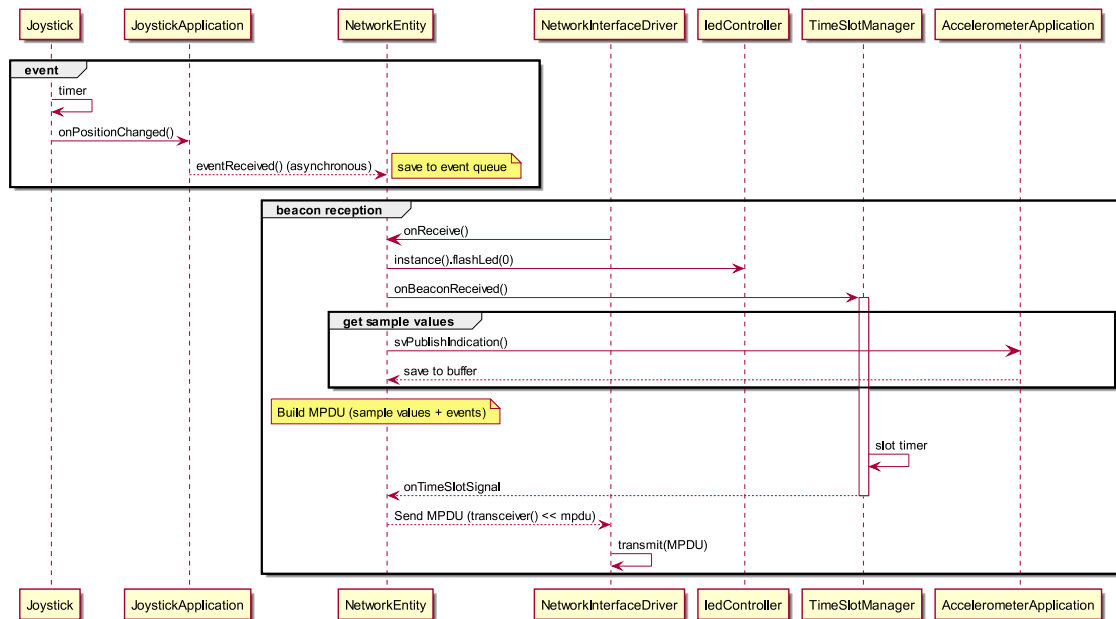 Joystick JoystickApplication NetworkEntity NetworkInterfaceDriver ledController TimeSlotManager AccelerometerApplication
event
timer
onPositionChanged()
eventReceived() (asynchronous) save to event queue
beacon reception
onReceive()
instance().flashLed(0)
onBeaconReceived()
get sample values
svPublishIndication()
save to buffer
Build MPDU (sample values + events)
slot timer
onTimeSlotSignal
Send MPDU (transceiver() << mpdu)
transmit(MPDU)
Joystick JoystickApplication NetworkEntity NetworkInterfaceDriver ledController TimeSlotManager AccelerometerApplication